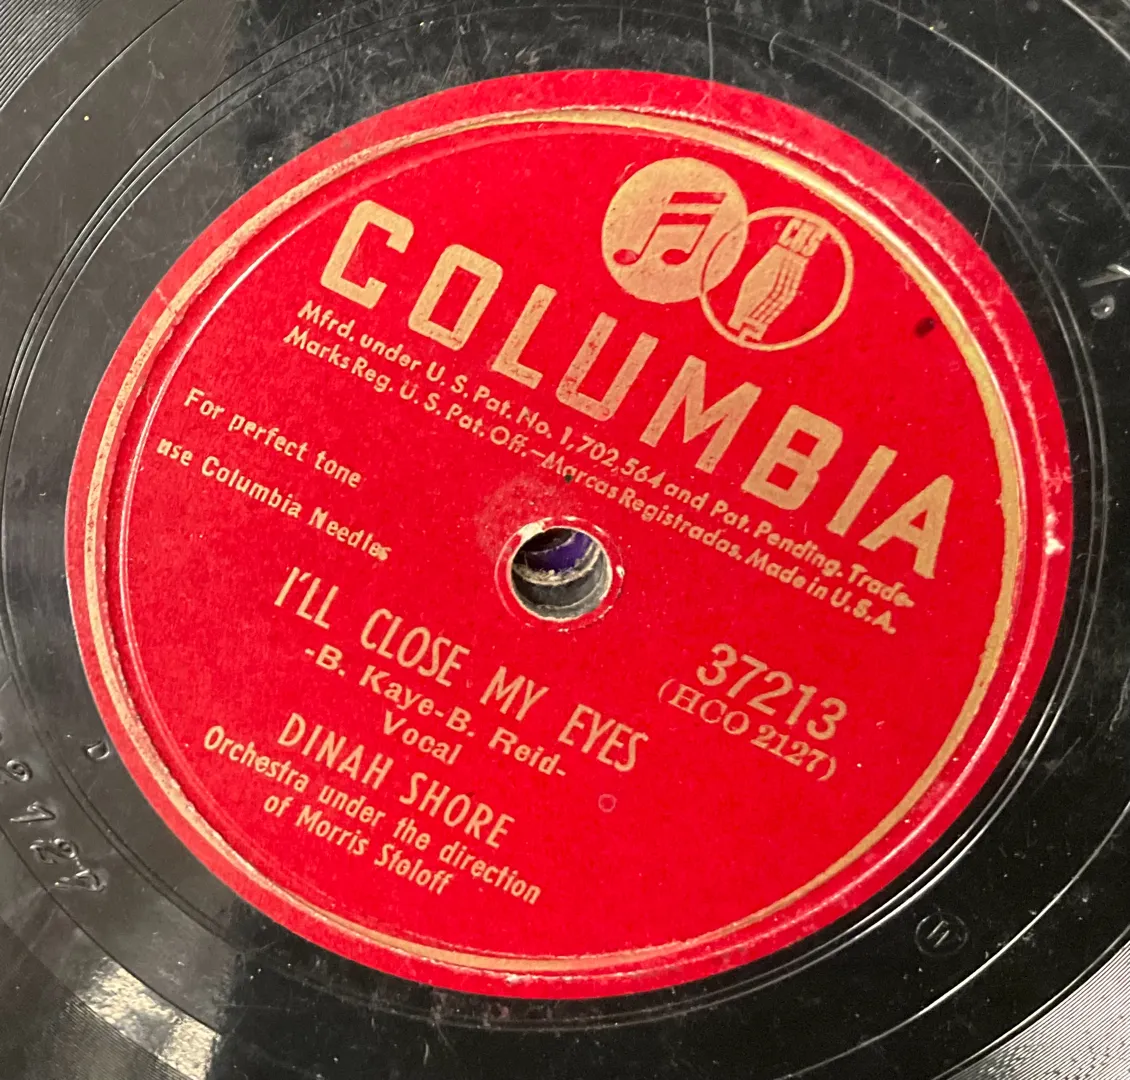 CBS
COLUMBIA
Mfrd. under U. S. Pat. No. 1,702,564 and Pat. Pending. Trade-
Marks Reg. U. S. Pat. Off.—Marcas Registradas. Made in U.S.A.
For perfect tone
use Columbia Needles
37213
(HCO 2127)
I'LL CLOSE MY EYES
-B. Kaye-B. Reid-
Vocal
DINAH SHORE
Orchestra under the direction
of Morris Stoloff
D
2127